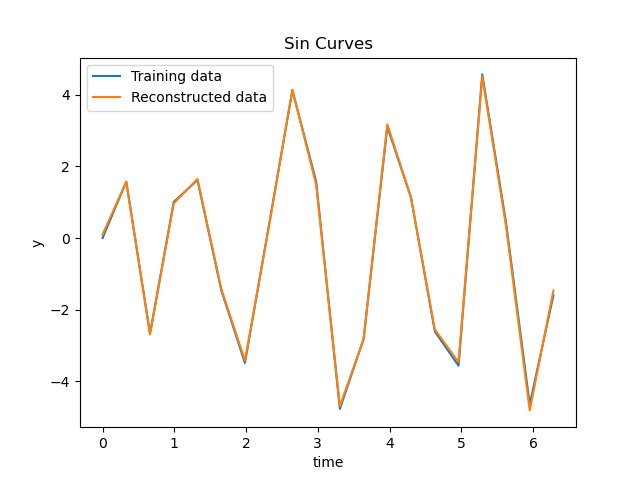 Sin Curves
Training data
Reconstructed data
4
2
0
−2
−4
y
0 1 2 3 4 5 6
time